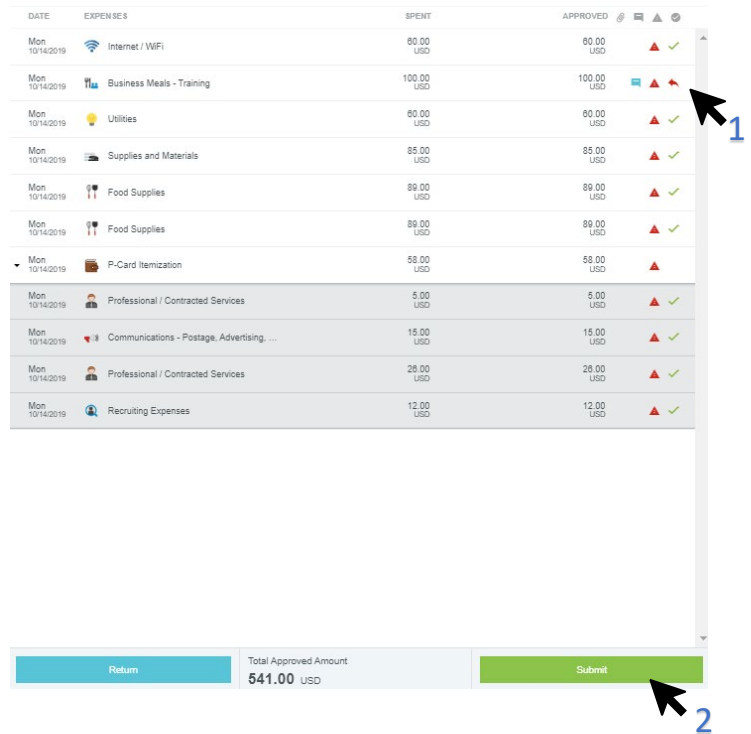 DATE EXPENSES SPENT APPROVED
Mon
10/14/2019 Internet / WiFi 60.00 USD 60.00 USD
Mon
10/14/2019 Business Meals - Training 100.00 USD 100.00 USD
1
Mon
10/14/2019 Utilities 60.00 USD 60.00 USD
Mon
10/14/2019 Supplies and Materials 85.00 USD 85.00 USD
Mon
10/14/2019 Food Supplies 89.00 USD 89.00 USD
Mon
10/14/2019 Food Supplies 89.00 USD 89.00 USD
Mon
10/14/2019 P-Card Itemization 58.00 USD 58.00 USD
Mon
10/14/2019 Professional / Contracted Services 5.00 USD 5.00 USD
Mon
10/14/2019 Communications - Postage, Advertising, ... 15.00 USD 15.00 USD
Mon
10/14/2019 Professional / Contracted Services 26.00 USD 26.00 USD
Mon
10/14/2019 Recruiting Expenses 12.00 USD 12.00 USD
Return
Total Approved Amount
541.00 USD
Submit
2